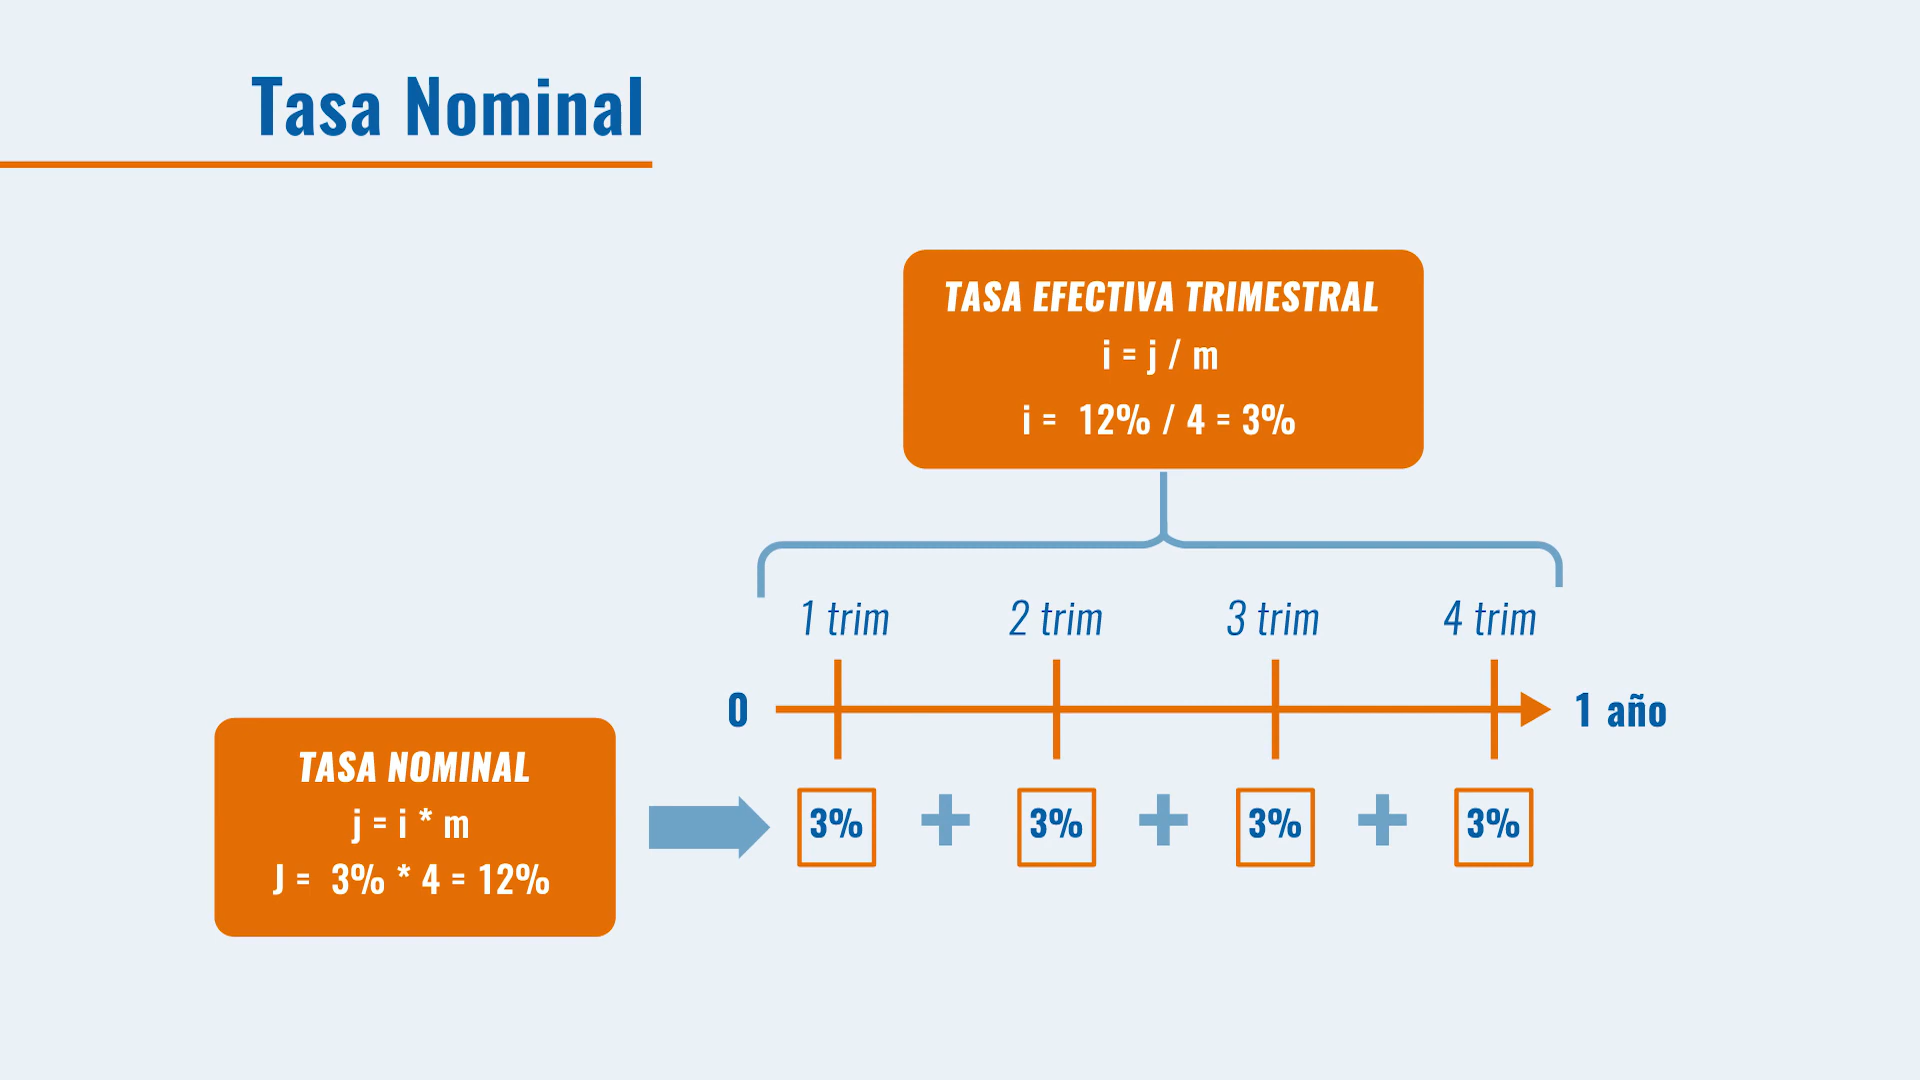 Tasa Nominal
TASA EFECTIVA TRIMESTRAL
i = j / m
i = 12% / 4 = 3%
1 trim 2 trim 3 trim 4 trim
0 1 año
TASA NOMINAL
j = i * m
J = 3% * 4 = 12%
3% + 3% + 3% + 3%